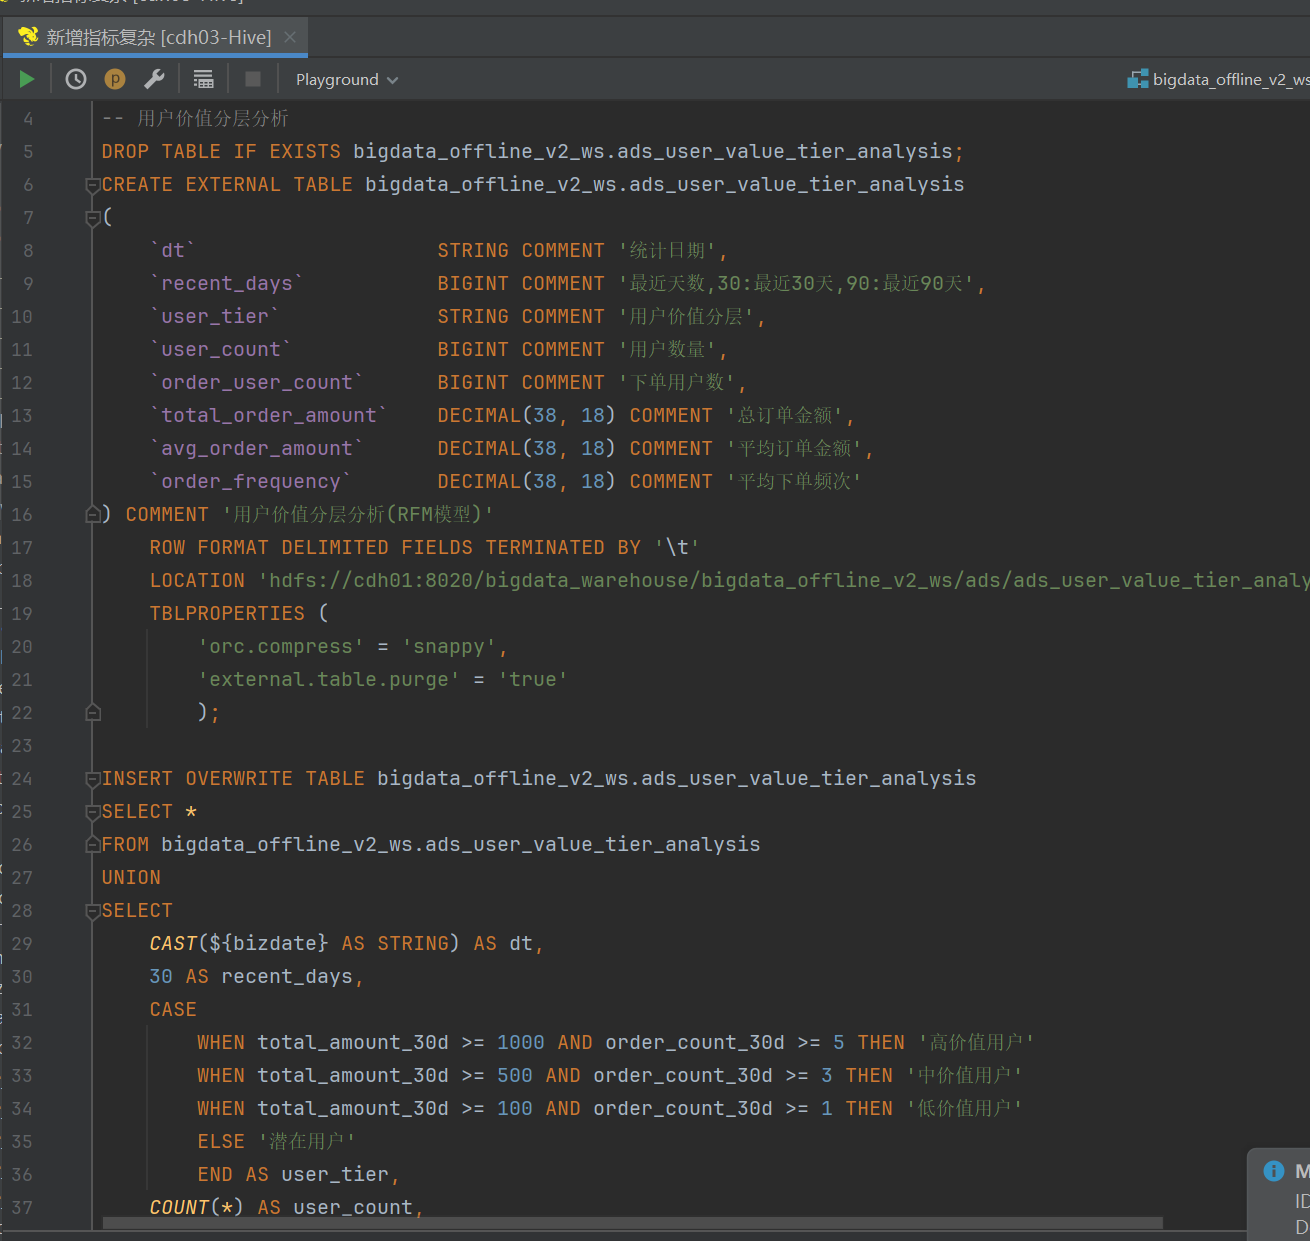 新增指标复杂 [cdh03-Hive]
Playground
bigdata_offline_v2_ws
4 -- 用户价值分层分析
5 DROP TABLE IF EXISTS bigdata_offline_v2_ws.ads_user_value_tier_analysis;
6 CREATE EXTERNAL TABLE bigdata_offline_v2_ws.ads_user_value_tier_analysis
7 (
8 `dt` STRING COMMENT '统计日期',
9 `recent_days` BIGINT COMMENT '最近天数,30:最近30天,90:最近90天',
10 `user_tier` STRING COMMENT '用户价值分层',
11 `user_count` BIGINT COMMENT '用户数量',
12 `order_user_count` BIGINT COMMENT '下单用户数',
13 `total_order_amount` DECIMAL(38, 18) COMMENT '总订单金额',
14 `avg_order_amount` DECIMAL(38, 18) COMMENT '平均订单金额',
15 `order_frequency` DECIMAL(38, 18) COMMENT '平均下单频次'
16 ) COMMENT '用户价值分层分析(RFM模型)'
17 ROW FORMAT DELIMITED FIELDS TERMINATED BY '\t'
18 LOCATION 'hdfs://cdh01:8020/bigdata_warehouse/bigdata_offline_v2_ws/ads/ads_user_value_tier_analy
19 TBLPROPERTIES (
20 'orc.compress' = 'snappy',
21 'external.table.purge' = 'true'
22 );
23
24 INSERT OVERWRITE TABLE bigdata_offline_v2_ws.ads_user_value_tier_analysis
25 SELECT *
26 FROM bigdata_offline_v2_ws.ads_user_value_tier_analysis
27 UNION
28 SELECT
29 CAST(${bizdate} AS STRING) AS dt,
30 30 AS recent_days,
31 CASE
32 WHEN total_amount_30d >= 1000 AND order_count_30d >= 5 THEN '高价值用户'
33 WHEN total_amount_30d >= 500 AND order_count_30d >= 3 THEN '中价值用户'
34 WHEN total_amount_30d >= 100 AND order_count_30d >= 1 THEN '低价值用户'
35 ELSE '潜在用户'
36 END AS user_tier,
37 COUNT(*) AS user_count,